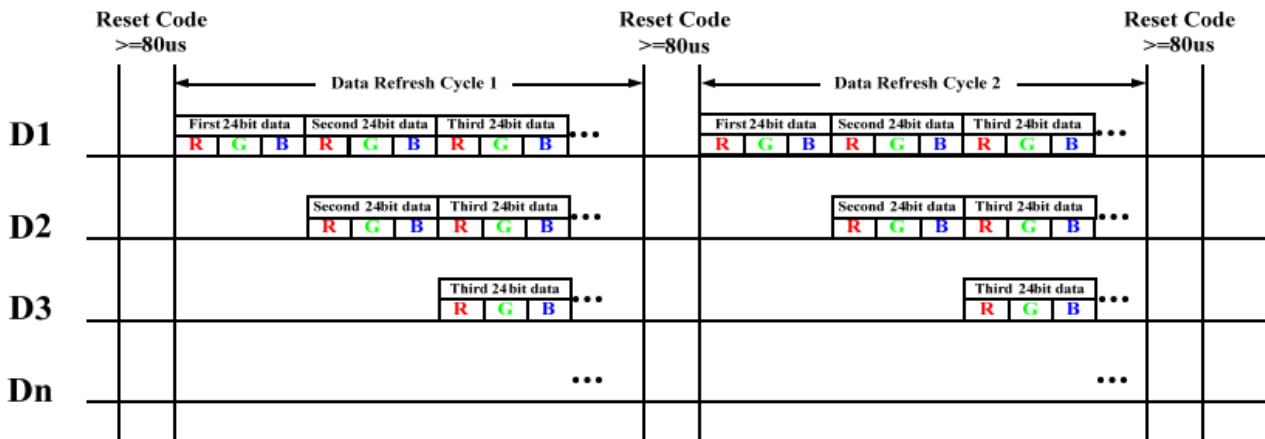 Reset Code
>=80us
Reset Code
>=80us
Reset Code
>=80us
Data Refresh Cycle 1
Data Refresh Cycle 2
D1
First 24bit data Second 24bit data Third 24bit data ...
R G B R G B R G B
First 24bit data Second 24bit data Third 24bit data ...
R G B R G B R G B
D2
Second 24bit data Third 24bit data ...
R G B R G B
Second 24bit data Third 24bit data ...
R G B R G B
D3
Third 24bit data ...
R G B
Third 24bit data ...
R G B
Dn
...
...